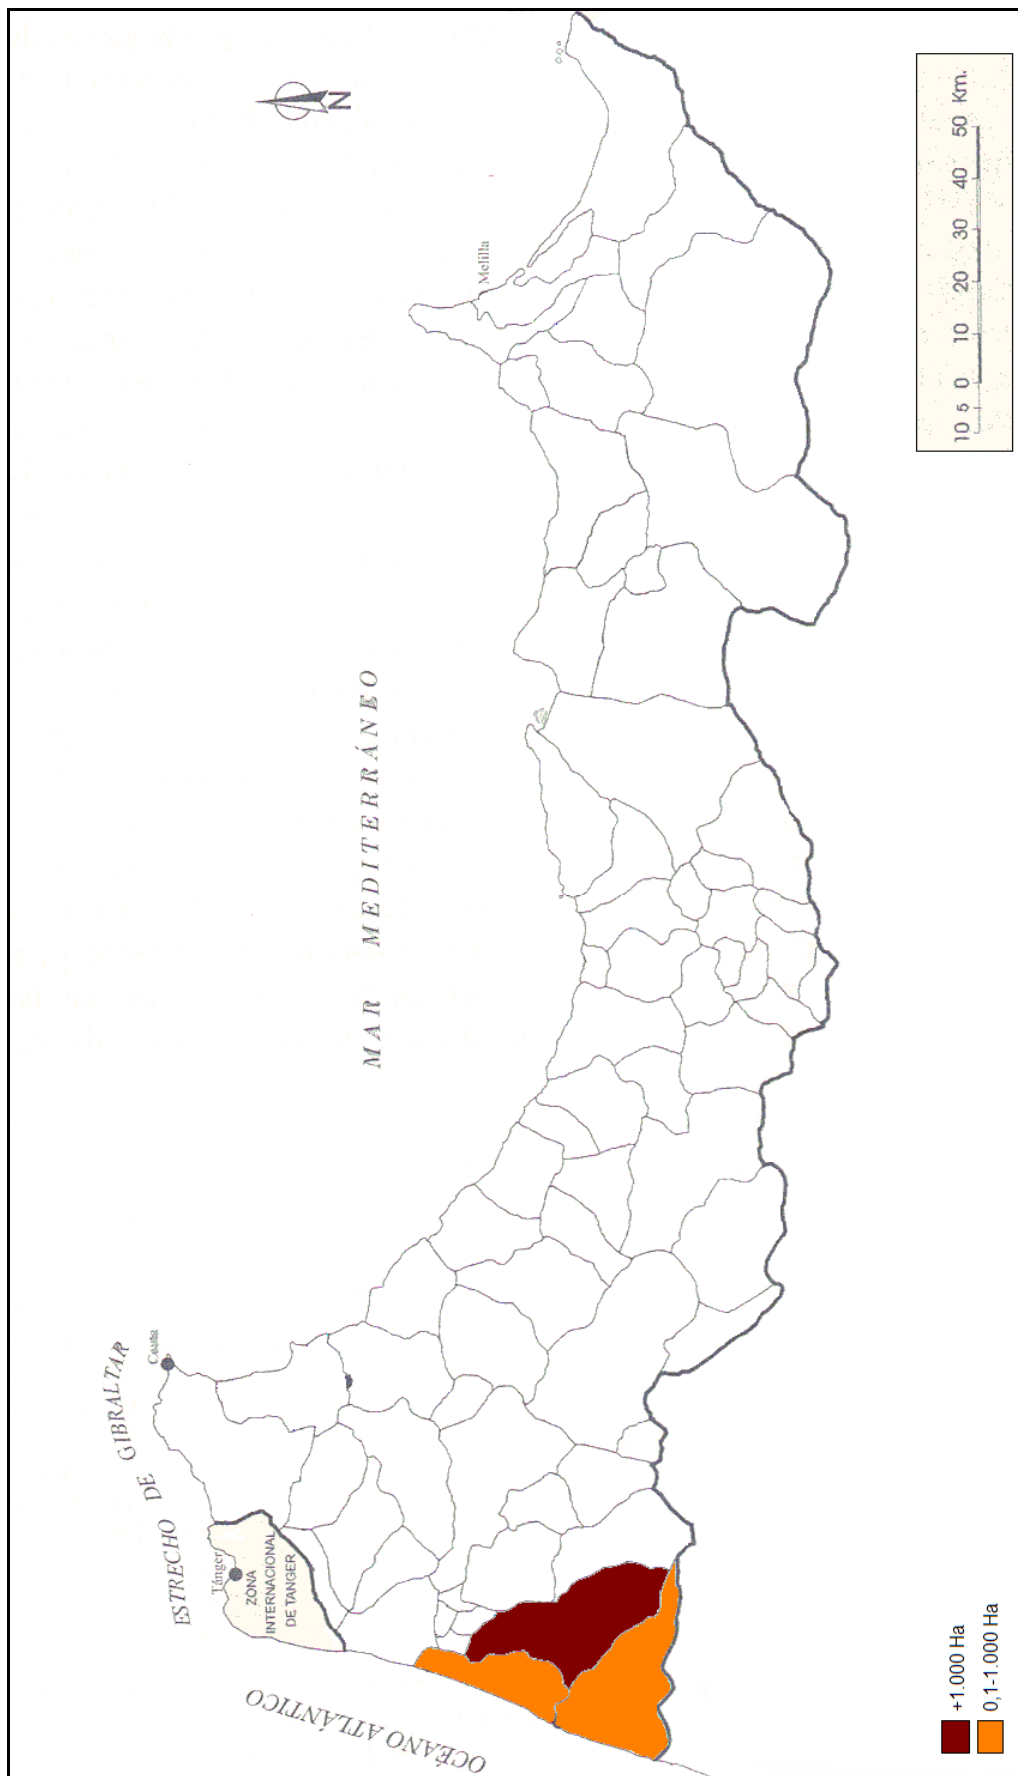 ESTRECHO DE GIBRALTAR
Ceuta
Tánger
ZONA
INTERNACIONAL
DE TANGER
OCÉANO ATLÁNTICO
MAR MEDITERRÁNEO
Melilla
N
10 5 0 10 20 30 40 50 Km.
+1.000 Ha
0,1-1.000 Ha